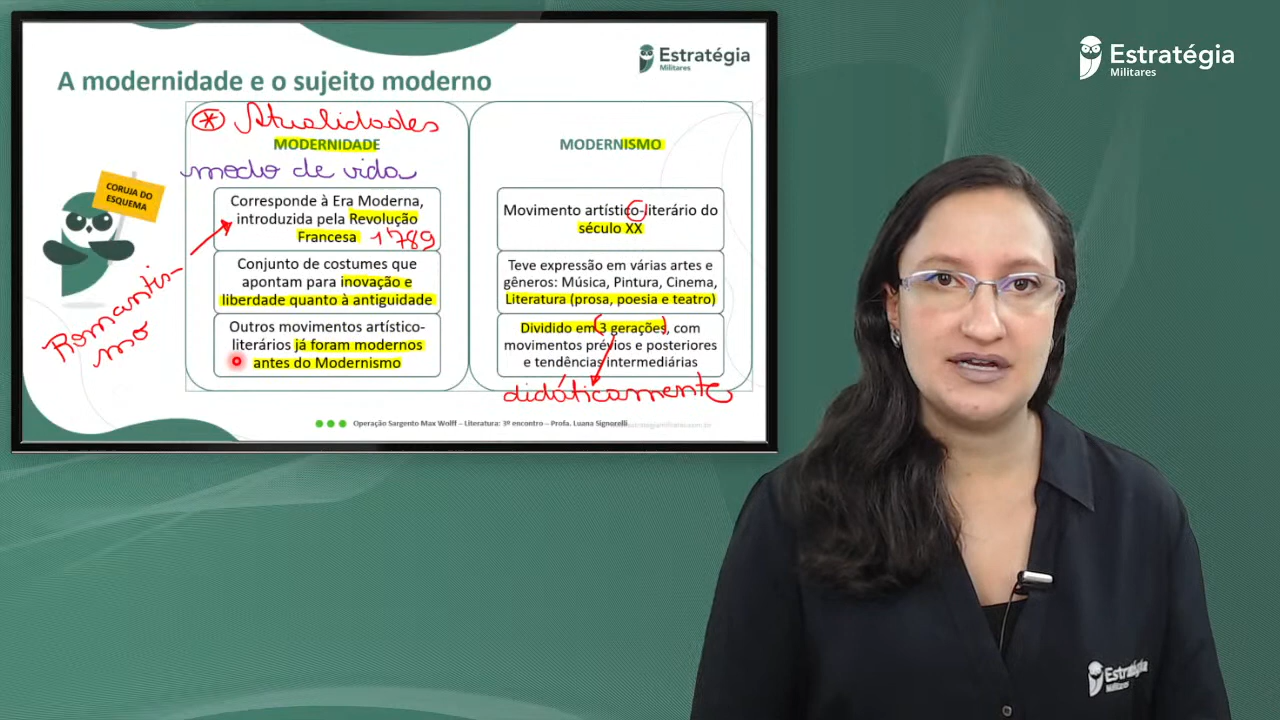 Estratégia
Militares
A modernidade e o sujeito moderno
* Atualidades
MODERNIDADE
modo de vida
CORUJA DO
ESQUEMA
Corresponde à Era Moderna,
introduzida pela Revolução
Francesa 1789
Conjunto de costumes que
apontam para inovação e
liberdade quanto à antiguidade
Outros movimentos artístico-
literários já foram modernos
antes do Modernismo
Romantis-
mo
MODERNISMO
Movimento artístico-literário do
século XX
Teve expressão em várias artes e
gêneros: Música, Pintura, Cinema,
Literatura (prosa, poesia e teatro)
Dividido em 3 gerações, com
movimentos prévios e posteriores
e tendências intermediárias
didáticamente
Operação Sargento Max Wolff – Literatura: 3º encontro – Profa. Luana Signorelli
Estratégia
Militares
Estratégia
Militares